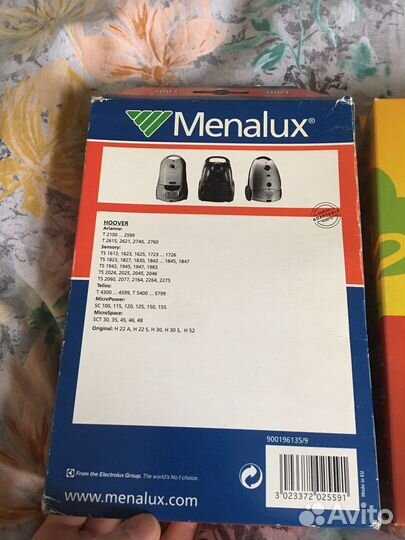 Menalux®
ADAPTABLE
HOOVER
Arianne:
T 2100 ... 2599
T 2615, 2621, 2740, 2760
Sensory:
TS 1613, 1623, 1625, 1723 ... 1726
TS 1823, 1827, 1830, 1843 ... 1845, 1847
TS 1942, 1945, 1947, 1983
TS 2024, 2025, 2045, 2046
TS 2060, 2077, 2164, 2264, 2275
Telios:
T 4300 ... 4599, T 5400 ... 5799
MicroPower:
SC 100, 115, 120, 125, 150, 155
MicroSpace:
SCT 30, 35, 45, 46, 48
Original: H 22 A, H 22 S, H 30, H 30 S, H 52
900196135/9
From the Electrolux Group. The world's No.1 choice.
www.menalux.com
3 023372 025591
Made in EU
Avito